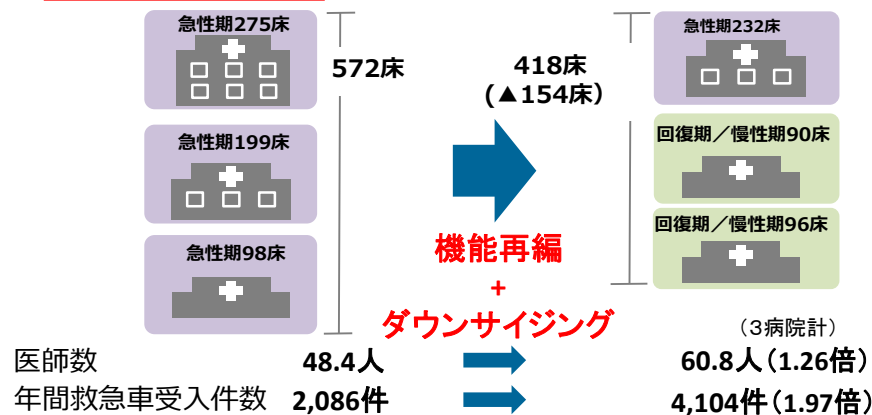 急性期275床
572床
急性期199床
急性期98床
418床
(▲154床)
機能再編
+
ダウンサイジング
急性期232床
回復期／慢性期90床
回復期／慢性期96床
（３病院計）
医師数 48.4人 60.8人（1.26倍）
年間救急車受入件数 2,086件 4,104件（1.97倍）